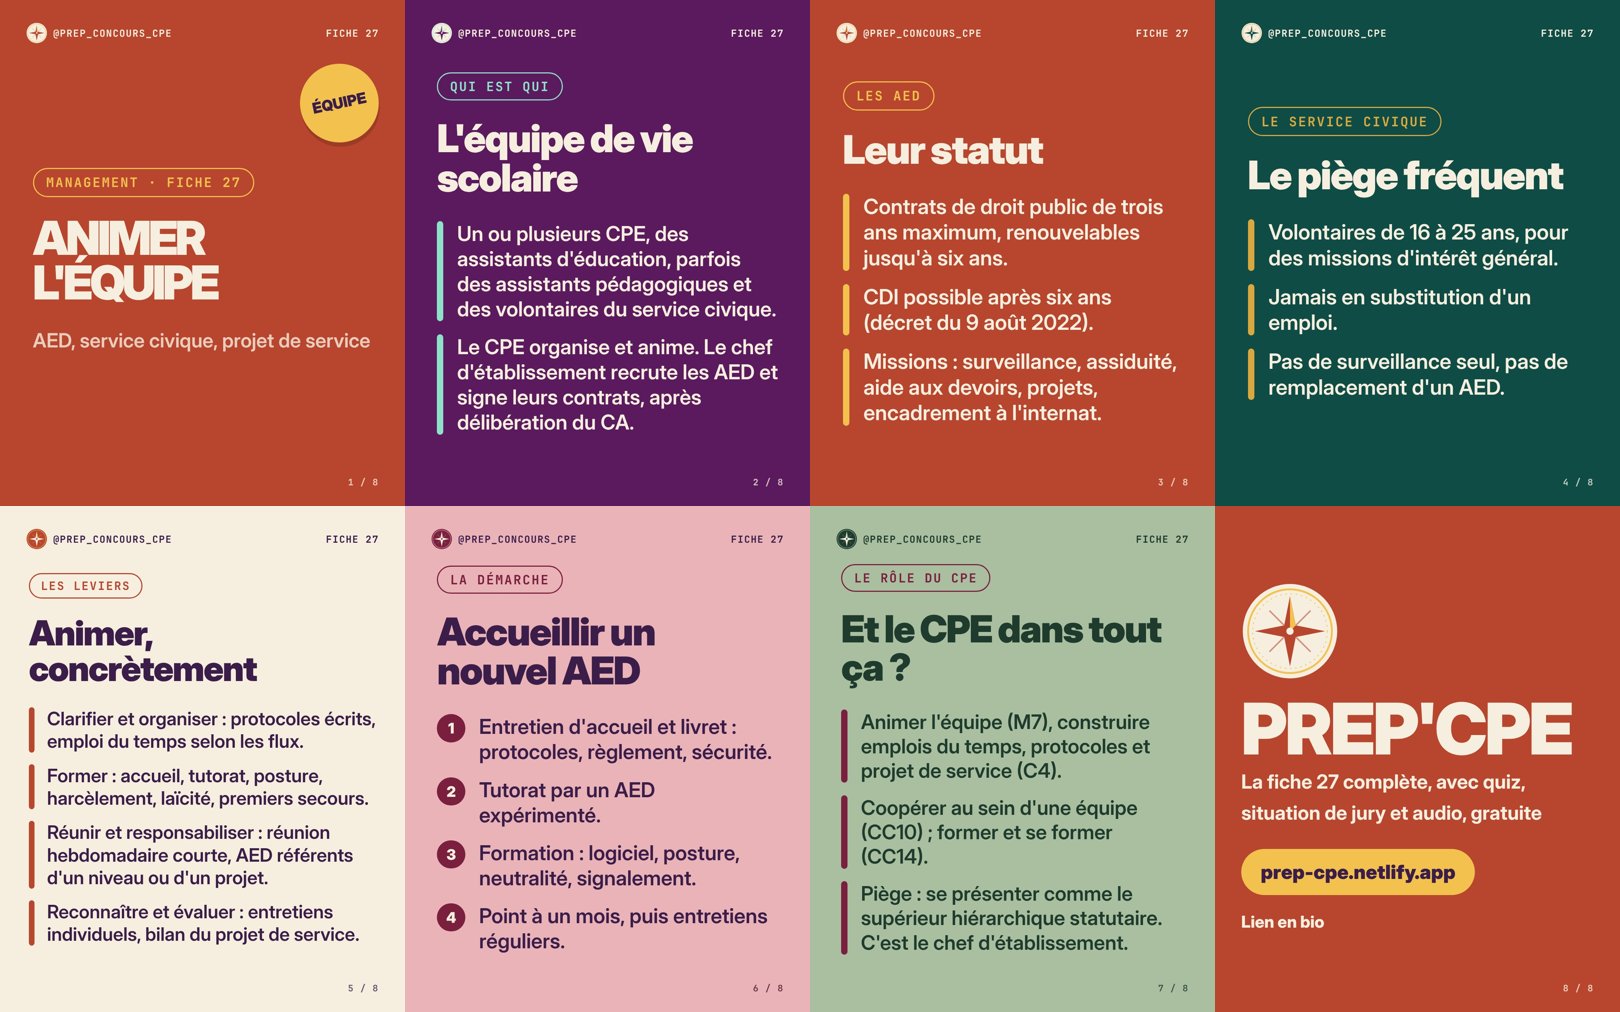 @PREP_CONCOURS_CPE
FICHE 27
ÉQUIPE
MANAGEMENT · FICHE 27
ANIMER
L'ÉQUIPE
AED, service civique, projet de service
1 / 8
@PREP_CONCOURS_CPE
FICHE 27
QUI EST QUI
L'équipe de vie
scolaire
Un ou plusieurs CPE, des
assistants d'éducation, parfois
des assistants pédagogiques et
des volontaires du service civique.
Le CPE organise et anime. Le chef
d'établissement recrute les AED et
signe leurs contrats, après
délibération du CA.
2 / 8
@PREP_CONCOURS_CPE
FICHE 27
LES AED
Leur statut
Contrats de droit public de trois
ans maximum, renouvelables
jusqu'à six ans.
CDI possible après six ans
(décret du 9 août 2022).
Missions : surveillance, assiduité,
aide aux devoirs, projets,
encadrement à l'internat.
3 / 8
@PREP_CONCOURS_CPE
FICHE 27
LE SERVICE CIVIQUE
Le piège fréquent
Volontaires de 16 à 25 ans, pour
des missions d'intérêt général.
Jamais en substitution d'un
emploi.
Pas de surveillance seul, pas de
remplacement d'un AED.
4 / 8
@PREP_CONCOURS_CPE
FICHE 27
LES LEVIERS
Animer,
concrètement
Clarifier et organiser : protocoles écrits,
emploi du temps selon les flux.
Former : accueil, tutorat, posture,
harcèlement, laïcité, premiers secours.
Réunir et responsabiliser : réunion
hebdomadaire courte, AED référents
d'un niveau ou d'un projet.
Reconnaître et évaluer : entretiens
individuels, bilan du projet de service.
5 / 8
@PREP_CONCOURS_CPE
FICHE 27
LA DÉMARCHE
Accueillir un
nouvel AED
1 Entretien d'accueil et livret :
protocoles, règlement, sécurité.
2 Tutorat par un AED
expérimenté.
3 Formation : logiciel, posture,
neutralité, signalement.
4 Point à un mois, puis entretiens
réguliers.
6 / 8
@PREP_CONCOURS_CPE
FICHE 27
LE RÔLE DU CPE
Et le CPE dans tout
ça ?
Animer l'équipe (M7), construire
emplois du temps, protocoles et
projet de service (C4).
Coopérer au sein d'une équipe
(CC10) ; former et se former
(CC14).
Piège : se présenter comme le
supérieur hiérarchique statutaire.
C'est le chef d'établissement.
7 / 8
PREP'CPE
La fiche 27 complète, avec quiz,
situation de jury et audio, gratuite
prep-cpe.netlify.app
Lien en bio
8 / 8